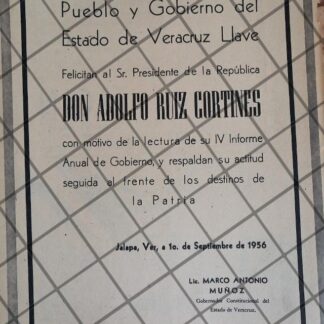 Pueblo y Gobierno del
Estado de Veracruz Llave
Felicitan al Sr. Presidente de la República
DON ADOLFO RUIZ CORTINES
con motivo de la lectura de su IV Informe
Anual de Gobierno, y respaldan su actitud
seguida al frente de los destinos de
la Patria
Jalapa, Ver., a 1o. de Septiembre de 1956
Lic. MARCO ANTONIO
MUÑOZ
Gobernador Constitucional del
Estado de Veracruz.